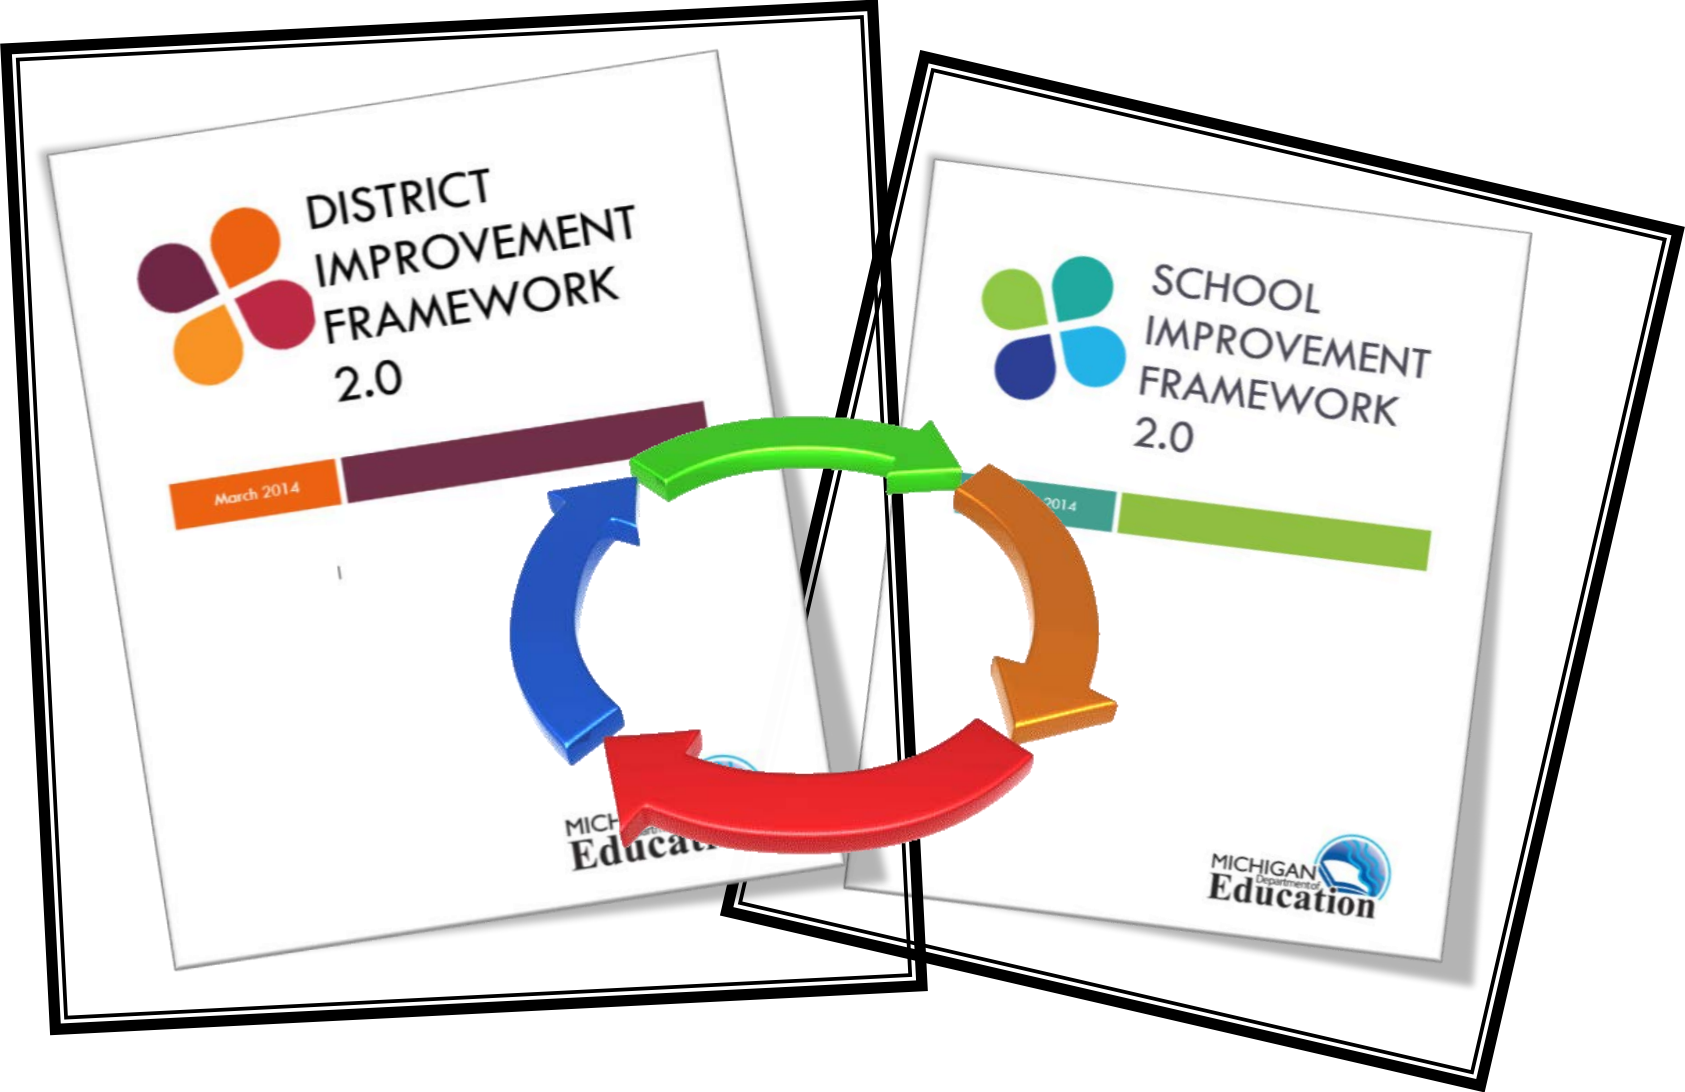 DISTRICT
IMPROVEMENT
FRAMEWORK
2.0
March 2014
SCHOOL
IMPROVEMENT
FRAMEWORK
2.0
2014
MICHIGAN
Department of
Education